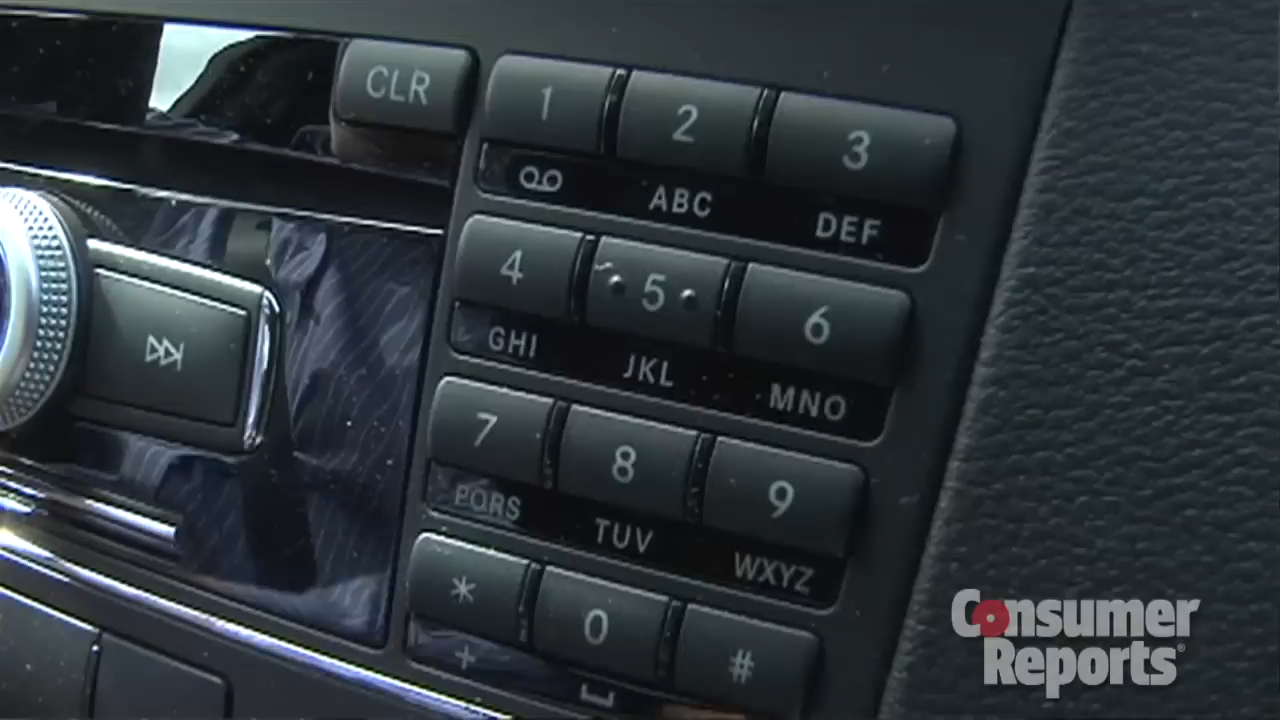 CLR
1 2 3
ABC DEF
4 5 6
GHI JKL MNO
7 8 9
PQRS TUV WXYZ
* 0 #
+
Consumer
Reports